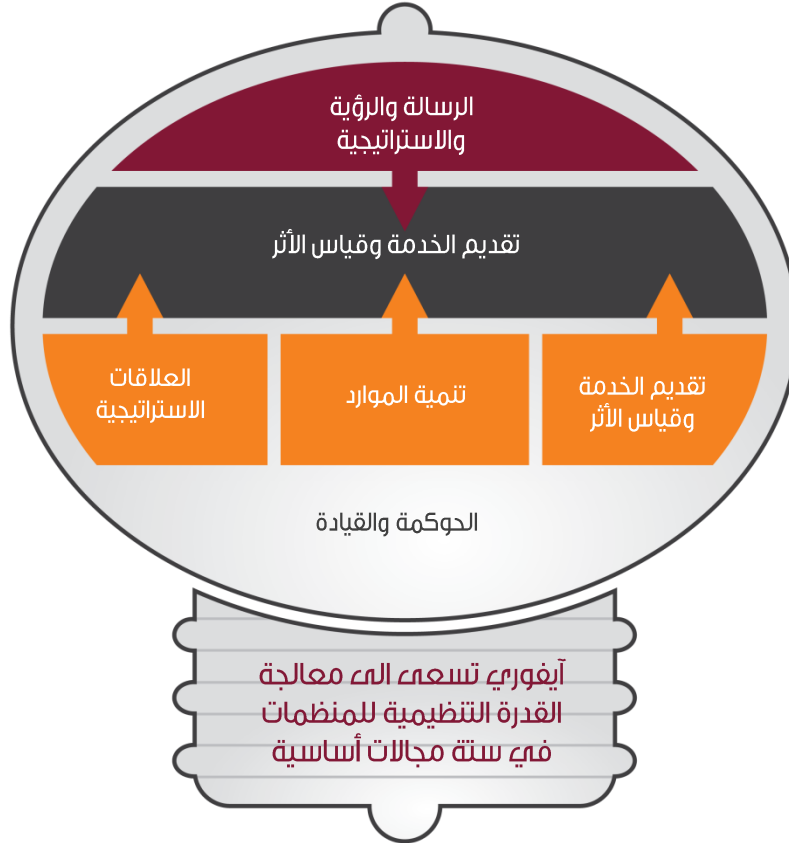 الرسالة والرؤية
والاستراتيجية
تقديم الخدمة وقياس الأثر
تقديم الخدمة
وقياس الأثر
تنمية الموارد
العلاقات
الاستراتيجية
الحوكمة والقيادة
آيفوري تسعى الى معالجة
القدرة التنظيمية للمنظمات
في ستة مجالات أساسية